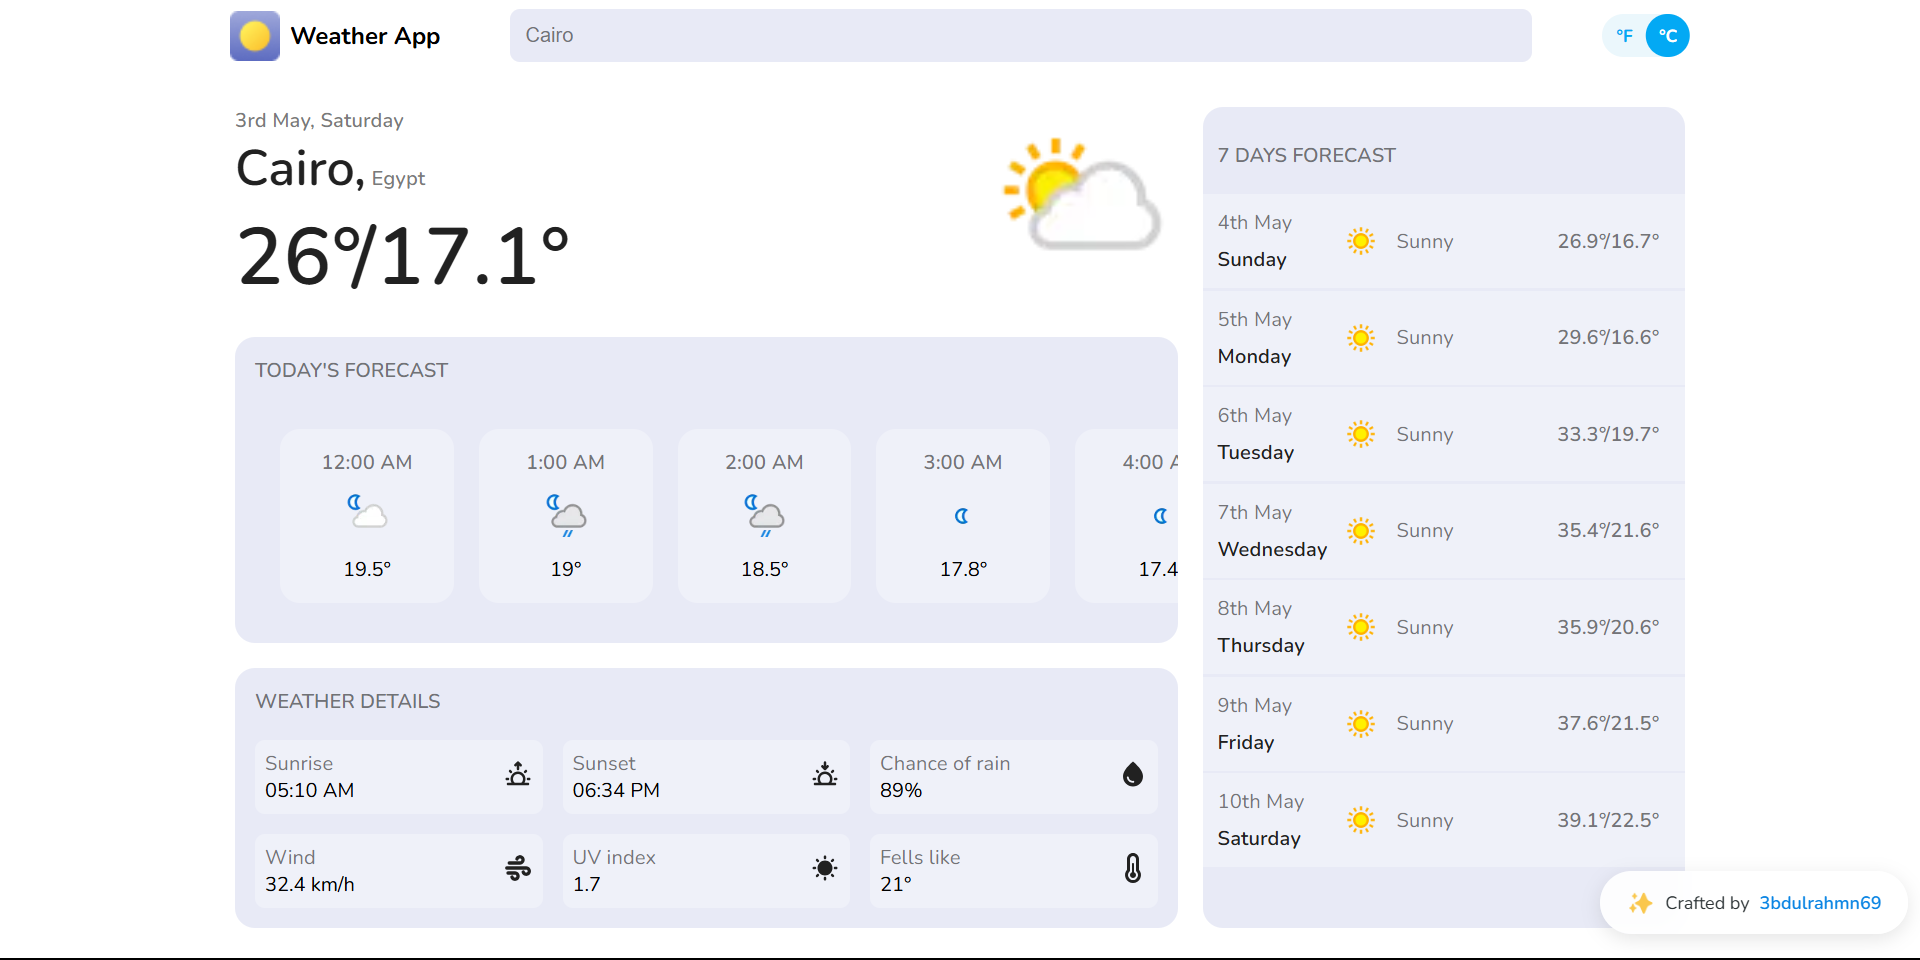 Weather App
Cairo
°F
°C
3rd May, Saturday
Cairo, Egypt
26°/17.1°
TODAY'S FORECAST
12:00 AM
19.5°
1:00 AM
19°
2:00 AM
18.5°
3:00 AM
17.8°
4:00 A
17.4
WEATHER DETAILS
Sunrise
05:10 AM
Sunset
06:34 PM
Chance of rain
89%
Wind
32.4 km/h
UV index
1.7
Fells like
21°
7 DAYS FORECAST
4th May
Sunday
Sunny
26.9°/16.7°
5th May
Monday
Sunny
29.6°/16.6°
6th May
Tuesday
Sunny
33.3°/19.7°
7th May
Wednesday
Sunny
35.4°/21.6°
8th May
Thursday
Sunny
35.9°/20.6°
9th May
Friday
Sunny
37.6°/21.5°
10th May
Saturday
Sunny
39.1°/22.5°
Crafted by 3bdulrahmn69